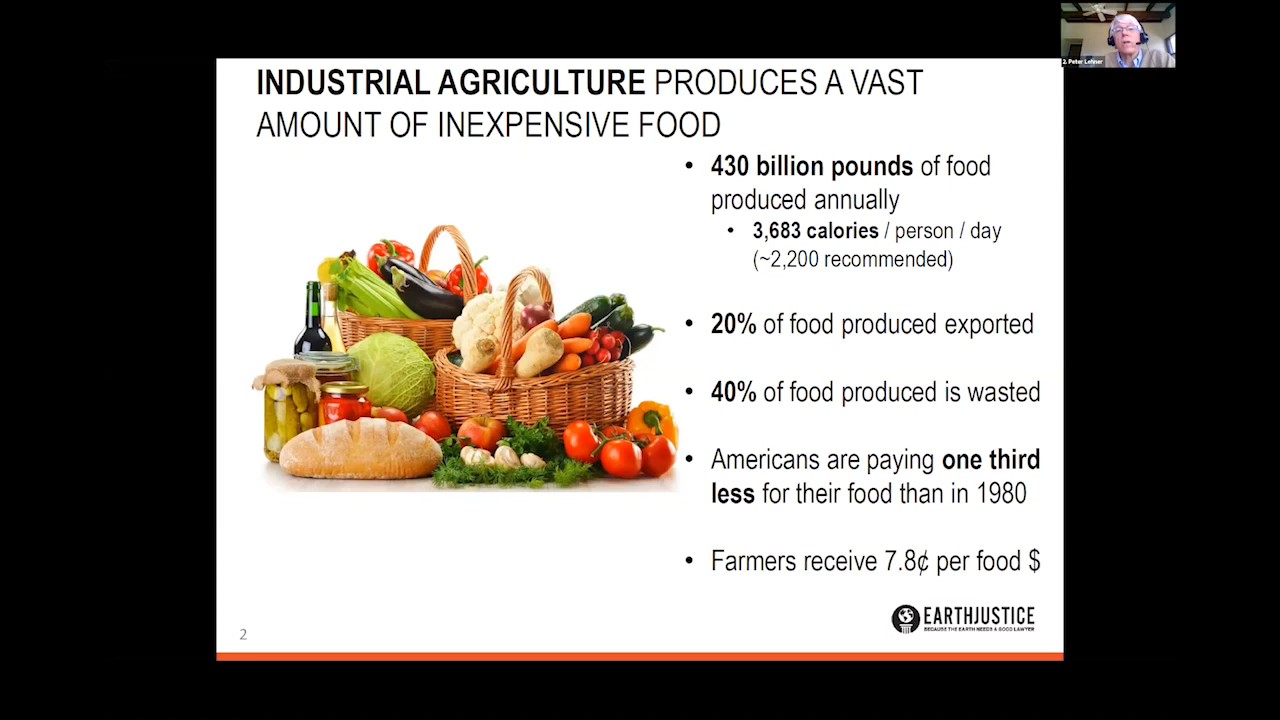 2. Peter Lehner
INDUSTRIAL AGRICULTURE PRODUCES A VAST
AMOUNT OF INEXPENSIVE FOOD
• 430 billion pounds of food
produced annually
• 3,683 calories / person / day
(~2,200 recommended)
• 20% of food produced exported
• 40% of food produced is wasted
• Americans are paying one third
less for their food than in 1980
• Farmers receive 7.8¢ per food $
EARTHJUSTICE
BECAUSE THE EARTH NEEDS A GOOD LAWYER
2